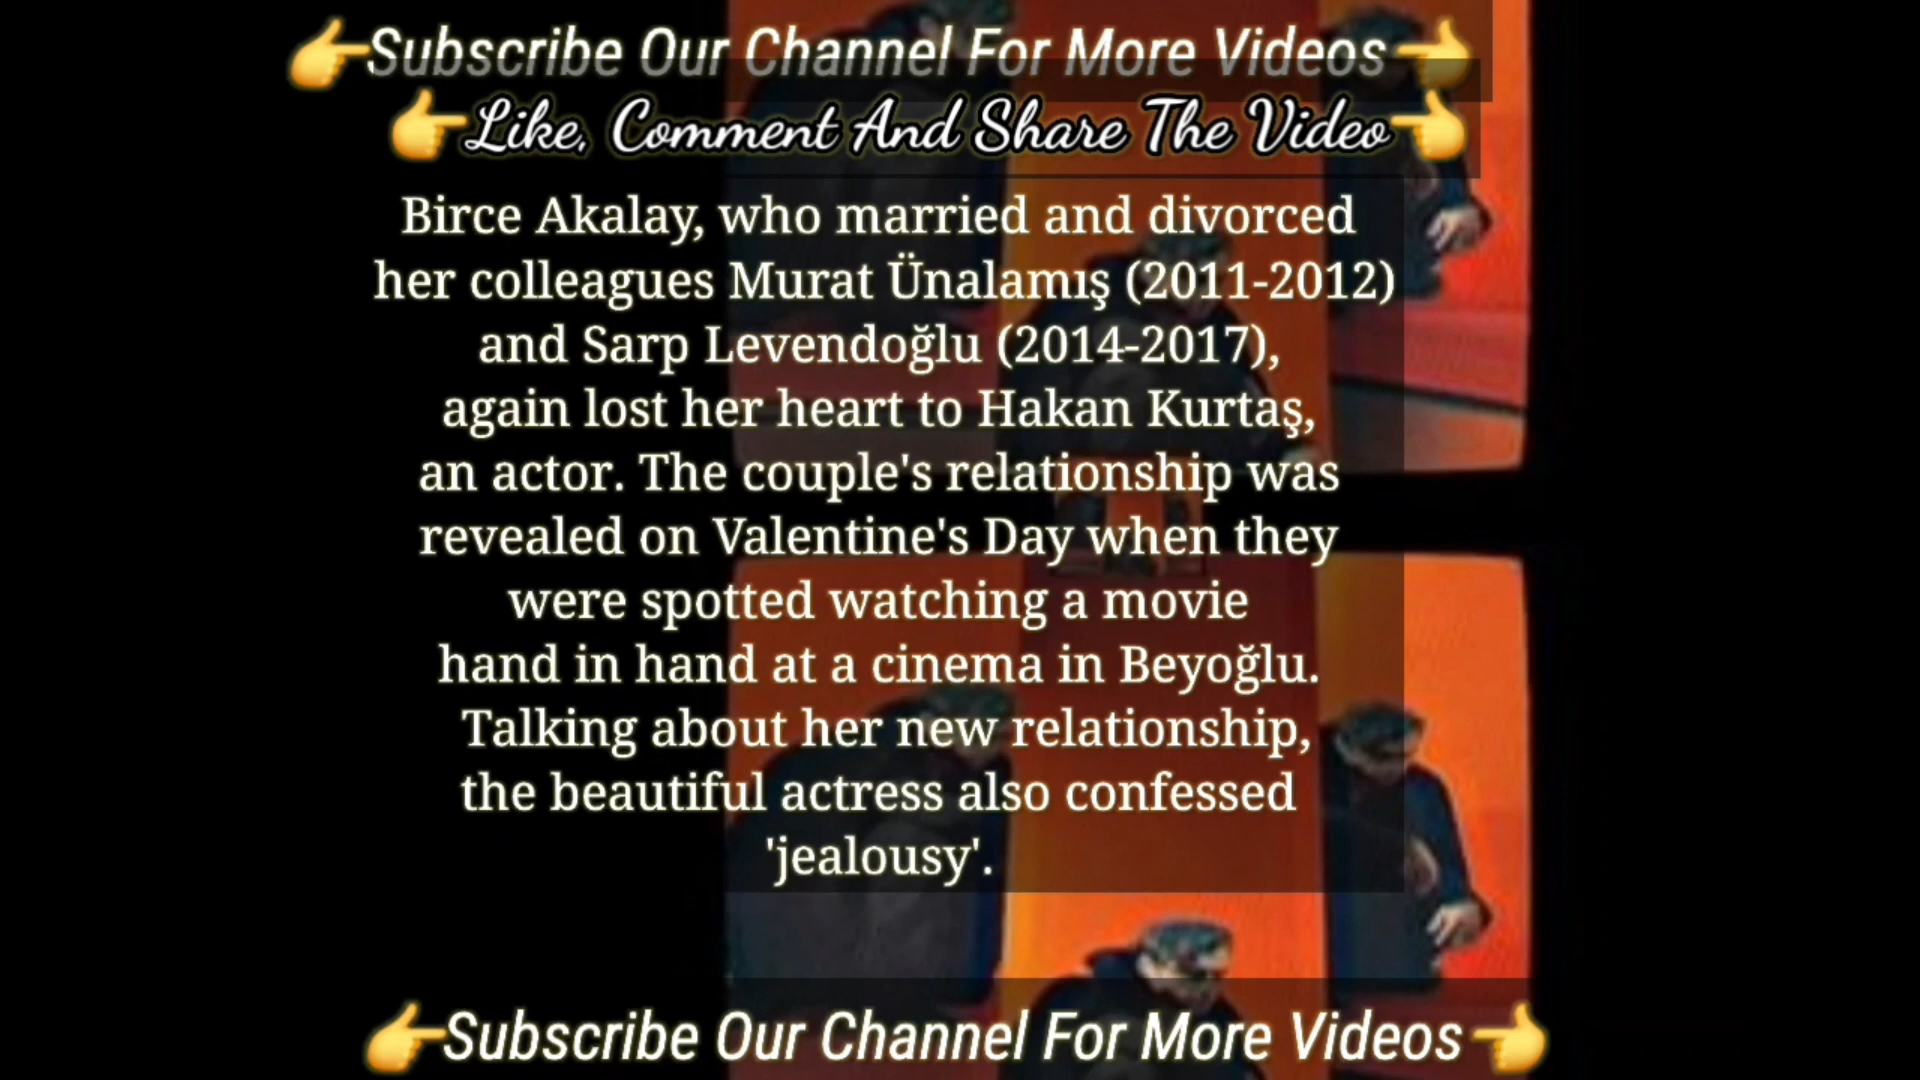 👉Subscribe Our Channel For More Videos👈
👉Like, Comment And Share The Video👈
Birce Akalay, who married and divorced
her colleagues Murat Ünalamış (2011-2012)
and Sarp Levendoğlu (2014-2017),
again lost her heart to Hakan Kurtaş,
an actor. The couple's relationship was
revealed on Valentine's Day when they
were spotted watching a movie
hand in hand at a cinema in Beyoğlu.
Talking about her new relationship,
the beautiful actress also confessed
'jealousy'.
👉Subscribe Our Channel For More Videos👈